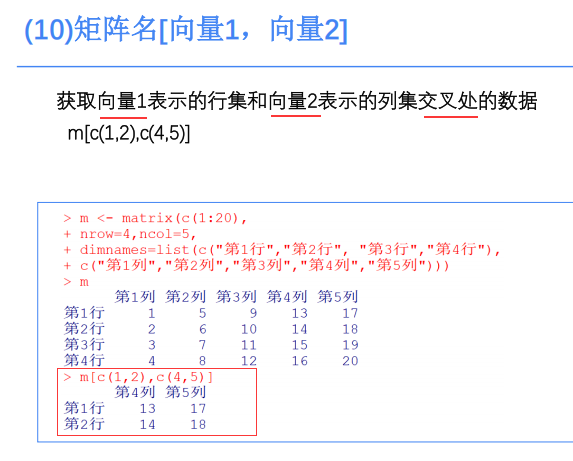 (10)矩阵名[向量1，向量2]
获取向量1表示的行集和向量2表示的列集交叉处的数据
m[c(1,2),c(4,5)]
> m <- matrix(c(1:20),
+ nrow=4,ncol=5,
+ dimnames=list(c("第1行","第2行", "第3行","第4行"),
+ c("第1列","第2列","第3列","第4列","第5列")))
> m
第1列 第2列 第3列 第4列 第5列
第1行 1 5 9 13 17
第2行 2 6 10 14 18
第3行 3 7 11 15 19
第4行 4 8 12 16 20
> m[c(1,2),c(4,5)]
第4列 第5列
第1行 13 17
第2行 14 18